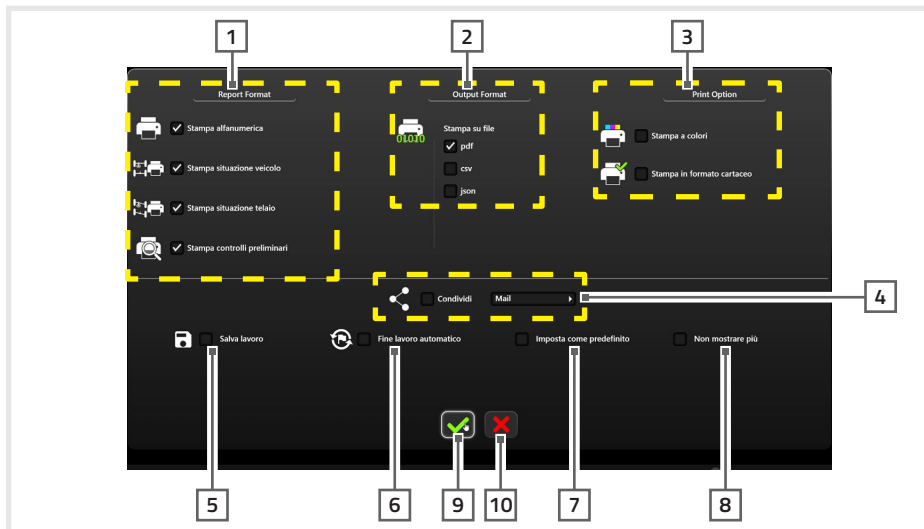 1
2
3
Report Format
Output Format
Print Option
Stampa alfanumerica
Stampa situazione veicolo
Stampa situazione telaio
Stampa controlli preliminari
01010
Stampa su file
pdf
csv
json
Stampa a colori
Stampa in formato cartaceo
Condividi
Mail
4
Salva lavoro
Fine lavoro automatico
Imposta come predefinito
Non mostrare più
5
6
9
10
7
8